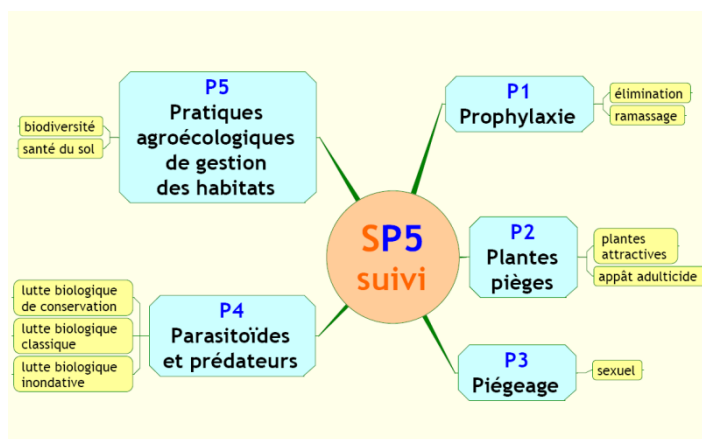 SP5
suivi
P1
Prophylaxie
élimination
ramassage
P2
Plantes
pièges
plantes
attractives
appât adulticide
P3
Piégeage
sexuel
P4
Parasitoïdes
et prédateurs
lutte biologique
de conservation
lutte biologique
classique
lutte biologique
inondative
P5
Pratiques
agroécologiques
de gestion
des habitats
biodiversité
santé du sol